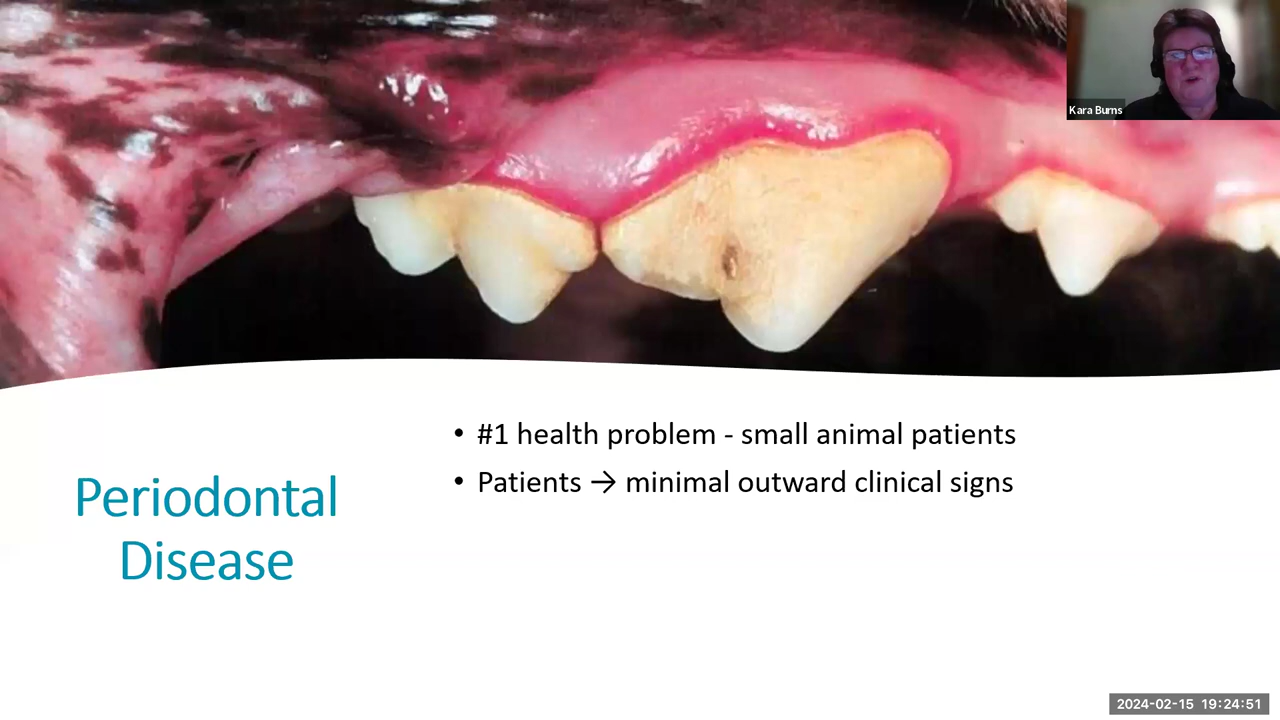 Kara Burns
• #1 health problem - small animal patients
• Patients → minimal outward clinical signs
Periodontal
Disease
2024-02-15 19:24:51